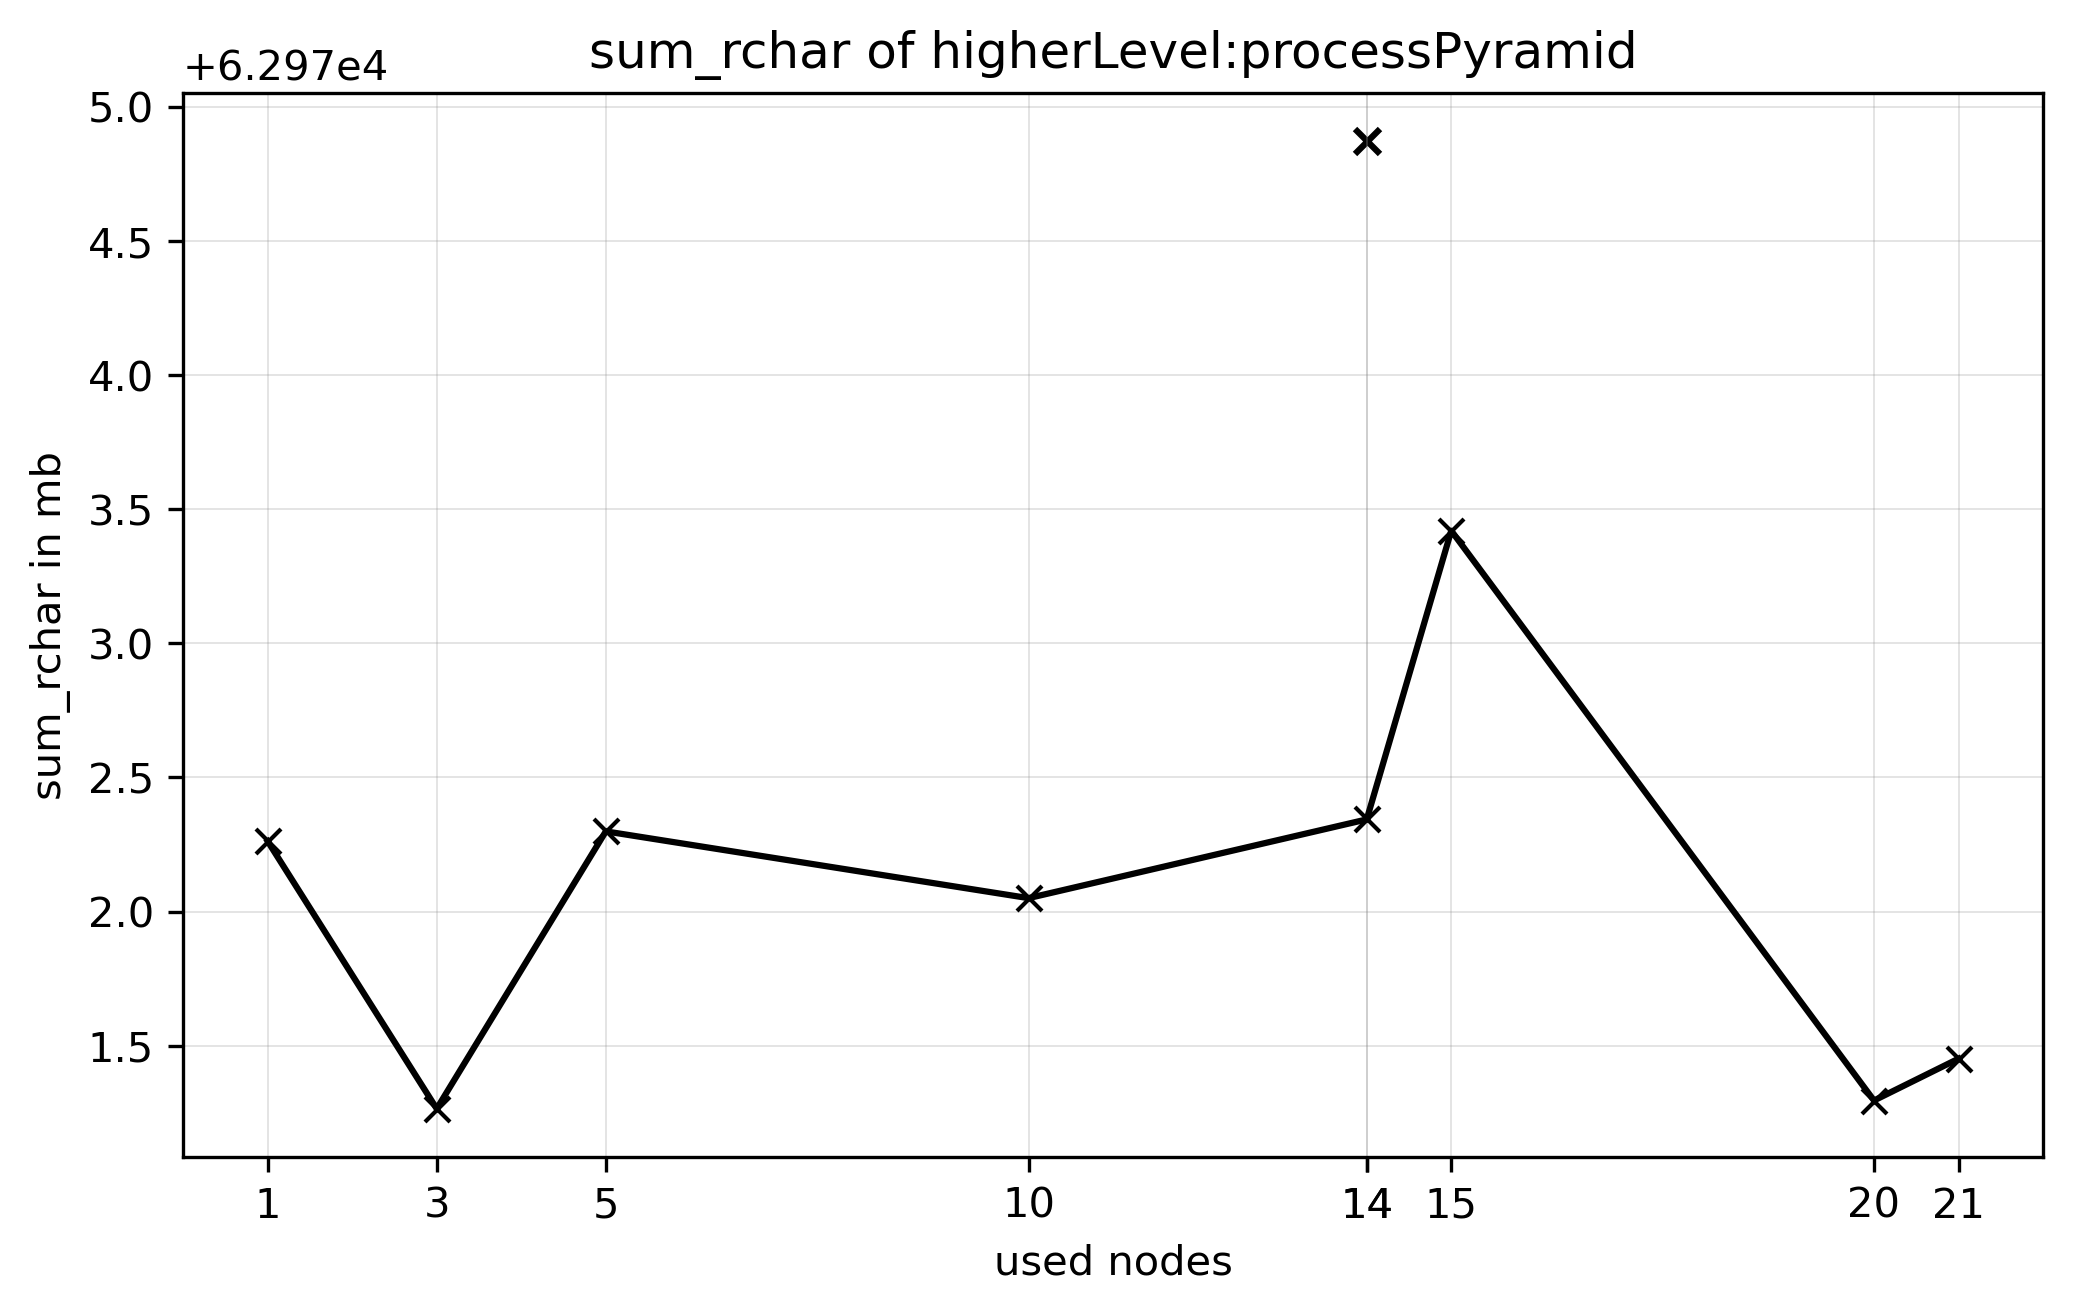 sum_rchar of higherLevel:processPyramid
+6.297e4
5.0
4.5
4.0
3.5
3.0
2.5
2.0
1.5
sum_rchar in mb
1 3 5 10 14 15 20 21
used nodes